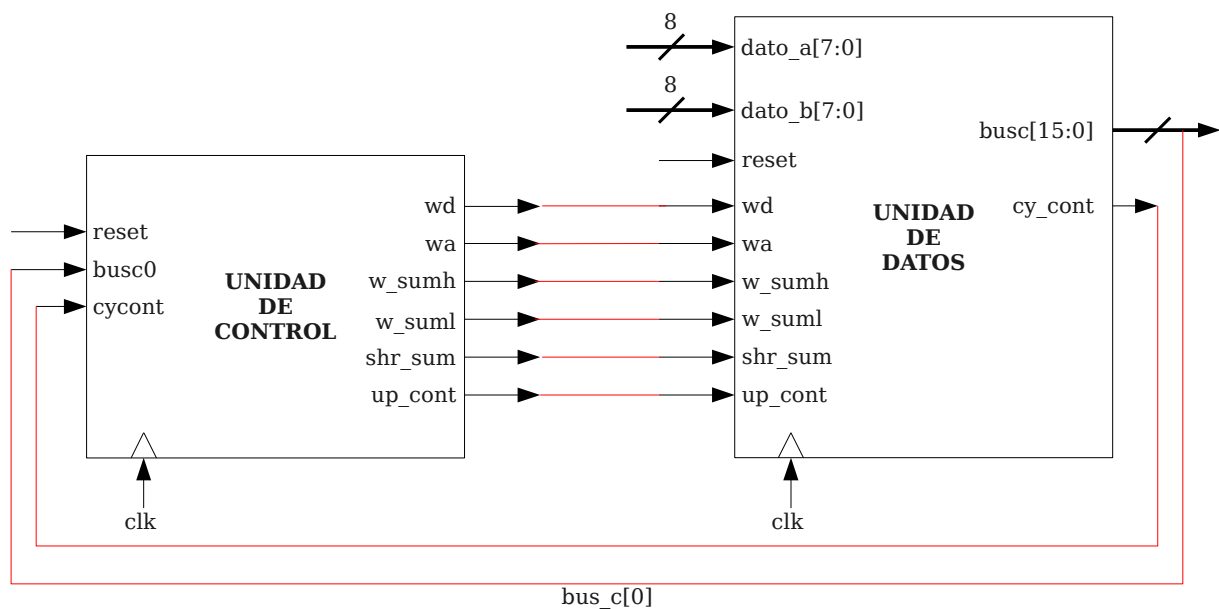 8
dato_a[7:0]
8
dato_b[7:0]
busc[15:0]
reset
wd
wd
cy_cont
UNIDAD
DE
DATOS
reset
wa
wa
busc0
w_sumh
w_sumh
UNIDAD
DE
CONTROL
cycont
w_suml
w_suml
shr_sum
shr_sum
up_cont
up_cont
clk
clk
bus_c[0]